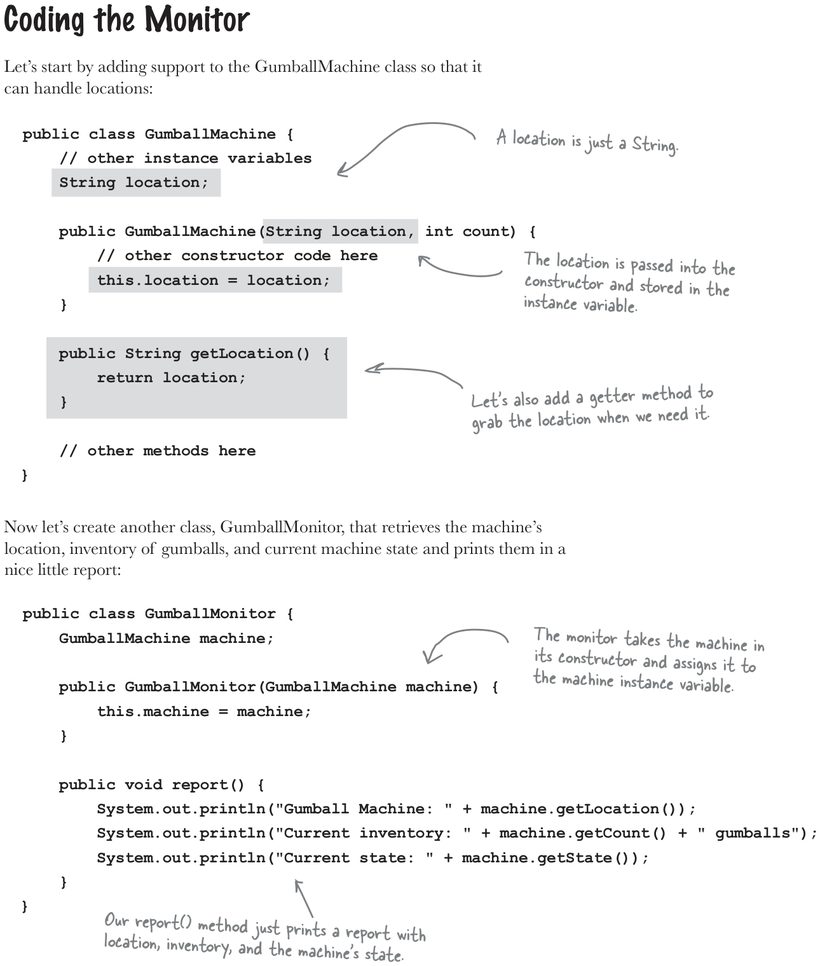 Coding the Monitor
Let's start by adding support to the GumballMachine class so that it
can handle locations:
public class GumballMachine {
// other instance variables
String location;
A location is just a String.
public GumballMachine(String location, int count) {
// other constructor code here
this.location = location;
}
The location is passed into the
constructor and stored in the
instance variable.
public String getLocation() {
return location;
}
Let's also add a getter method to
grab the location when we need it.
// other methods here
}
Now let's create another class, GumballMonitor, that retrieves the machine's
location, inventory of gumballs, and current machine state and prints them in a
nice little report:
public class GumballMonitor {
GumballMachine machine;
The monitor takes the machine in
its constructor and assigns it to
the machine instance variable.
public GumballMonitor(GumballMachine machine) {
this.machine = machine;
}
public void report() {
System.out.println("Gumball Machine: " + machine.getLocation());
System.out.println("Current inventory: " + machine.getCount() + " gumballs");
System.out.println("Current state: " + machine.getState());
}
}
Our report() method just prints a report with
location, inventory, and the machine's state.